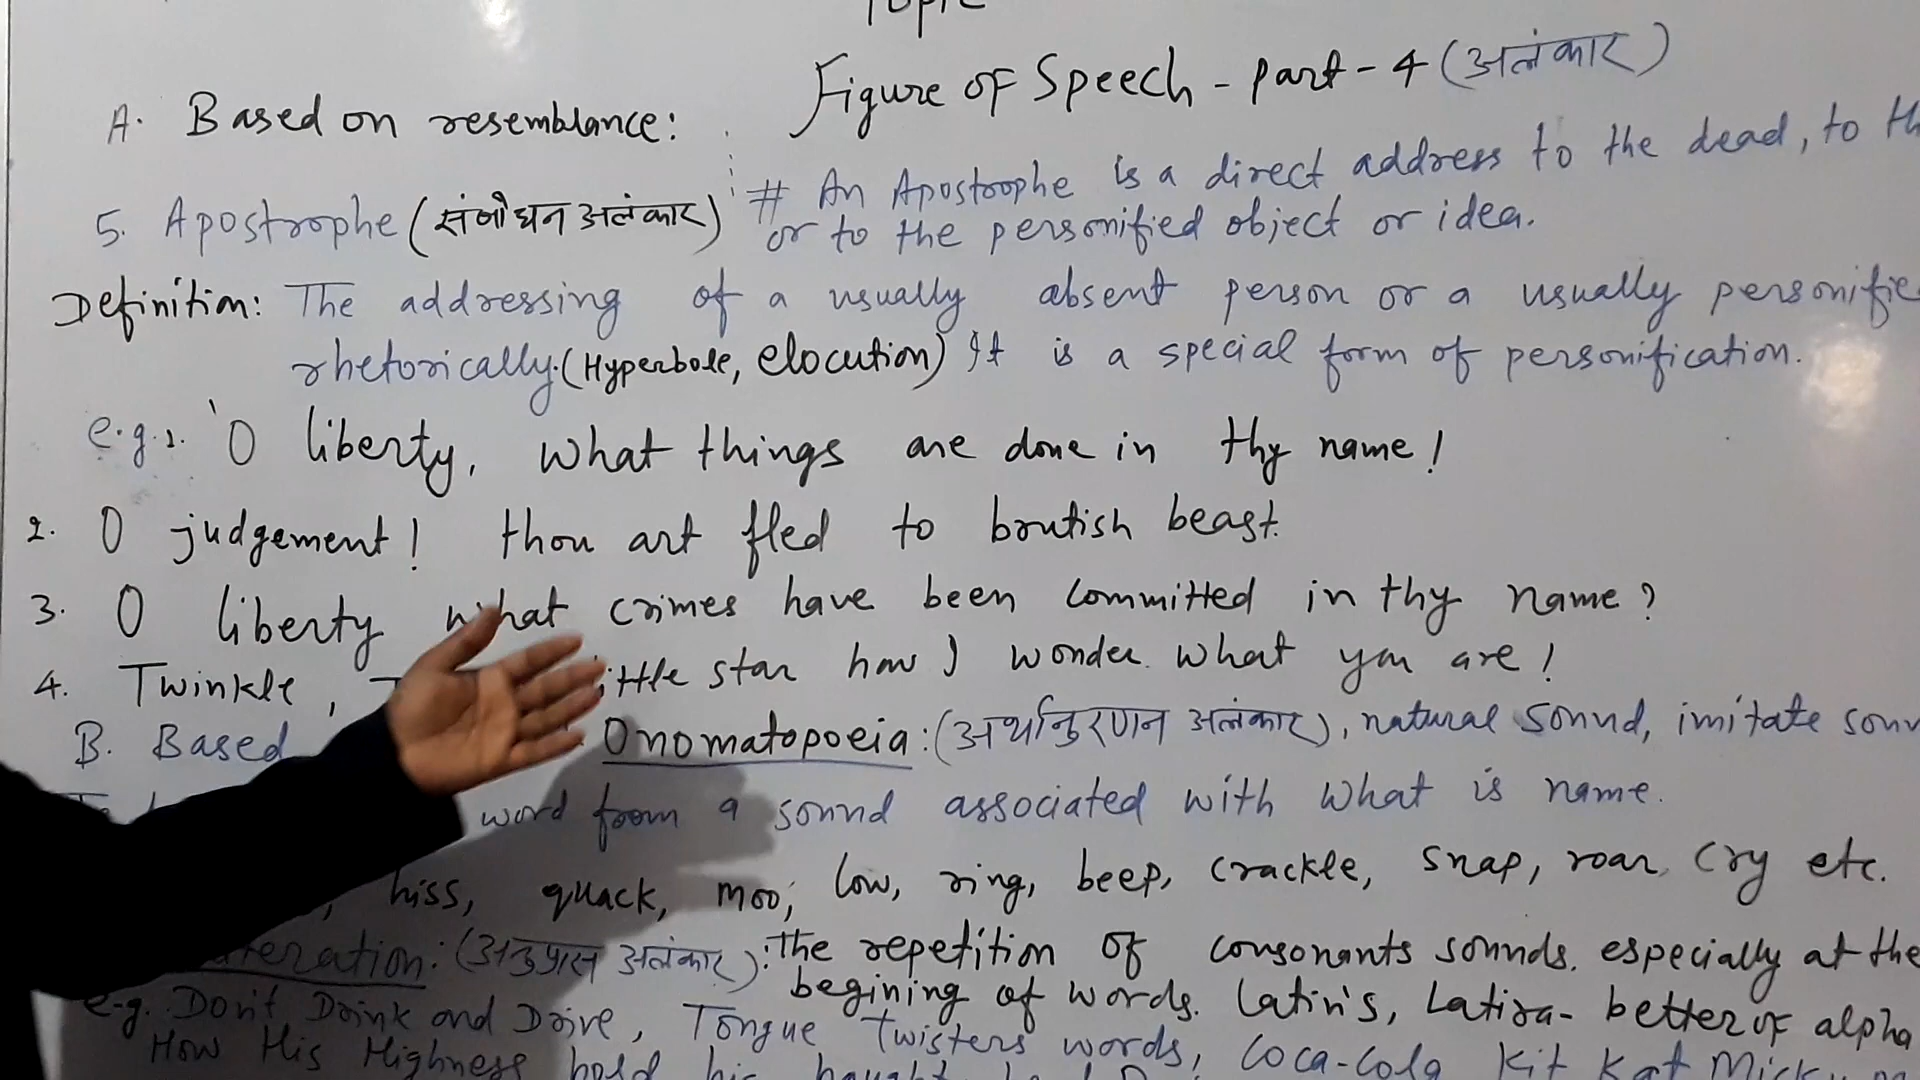 Topic
Figure of Speech - Part - 4 (अलंकार)
A. Based on resemblance:
5. Apostrophe (संबोधन अलंकार)
# An Apostrophe is a direct address to the dead, to th
or to the personified object or idea.
Definition: The addressing of a usually absent person or a usually personifie
rhetorically. (Hyperbole, elocution) It is a special form of personification.
e.g. 1. 'O liberty, what things are done in thy name!
2. O judgement! thou art fled to brutish beast.
3. O liberty what crimes have been committed in thy name?
4. Twinkle, little star how I wonder what you are!
B. Based Onomatopoeia: (अर्थानुरणन अलंकार), natural sound, imitate soun
word from a sound associated with what is name.
hiss, quack, moo, low, ring, beep, crackle, snap, roar, cry etc.
teration: (अनुप्रास अलंकार): The repetition of consonants sounds, especially at the
begining of words. Latin's, Latira- better of alpha
e-g. Don't Drink and Drive, Tongue Twisters words, Coca-Cola Kit Kat
How His Highness